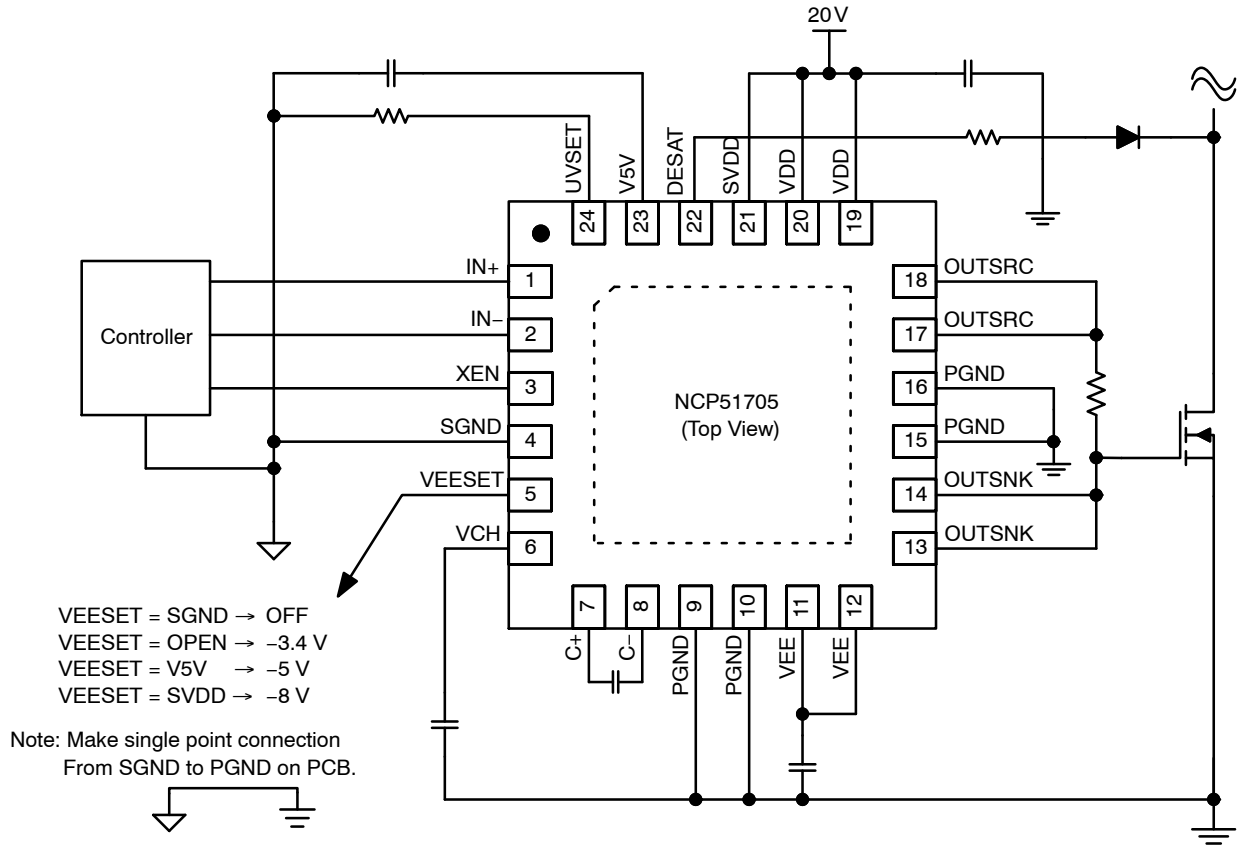 20V
UVSET
V5V
DESAT
SVDD
VDD
VDD
24
23
22
21
20
19
Controller
IN+
1
IN−
2
XEN
3
SGND
4
VEESET
5
VCH
6
NCP51705
(Top View)
18
OUTSRC
17
OUTSRC
16
PGND
15
PGND
14
OUTSNK
13
OUTSNK
7
8
9
10
11
12
C+
C−
PGND
PGND
VEE
VEE
VEESET = SGND → OFF
VEESET = OPEN → −3.4 V
VEESET = V5V → −5 V
VEESET = SVDD → −8 V
Note: Make single point connection
From SGND to PGND on PCB.